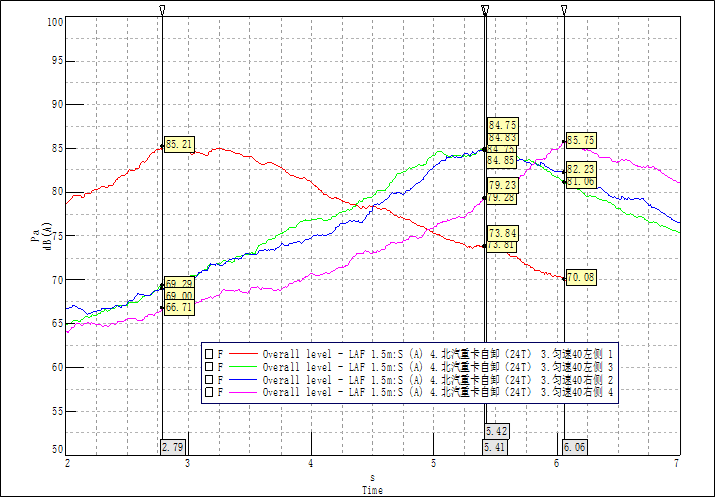 100
95
90
85
80
75
70
65
60
55
50
Pa
dB(A)
85.21
69.29
69.00
66.71
84.75
84.83
84.75
84.85
79.23
79.28
73.84
73.81
85.75
82.23
81.06
70.08
F Overall level - LAF 1.5m:S (A) 4.北汽重卡自卸 (24T) 3.匀速40左侧 1
F Overall level - LAF 1.5m:S (A) 4.北汽重卡自卸 (24T) 3.匀速40左侧 3
F Overall level - LAF 1.5m:S (A) 4.北汽重卡自卸 (24T) 3.匀速40右侧 2
F Overall level - LAF 1.5m:S (A) 4.北汽重卡自卸 (24T) 3.匀速40右侧 4
5.42
2.79 5.41 6.06
2 3 4 5 6 7
s
Time